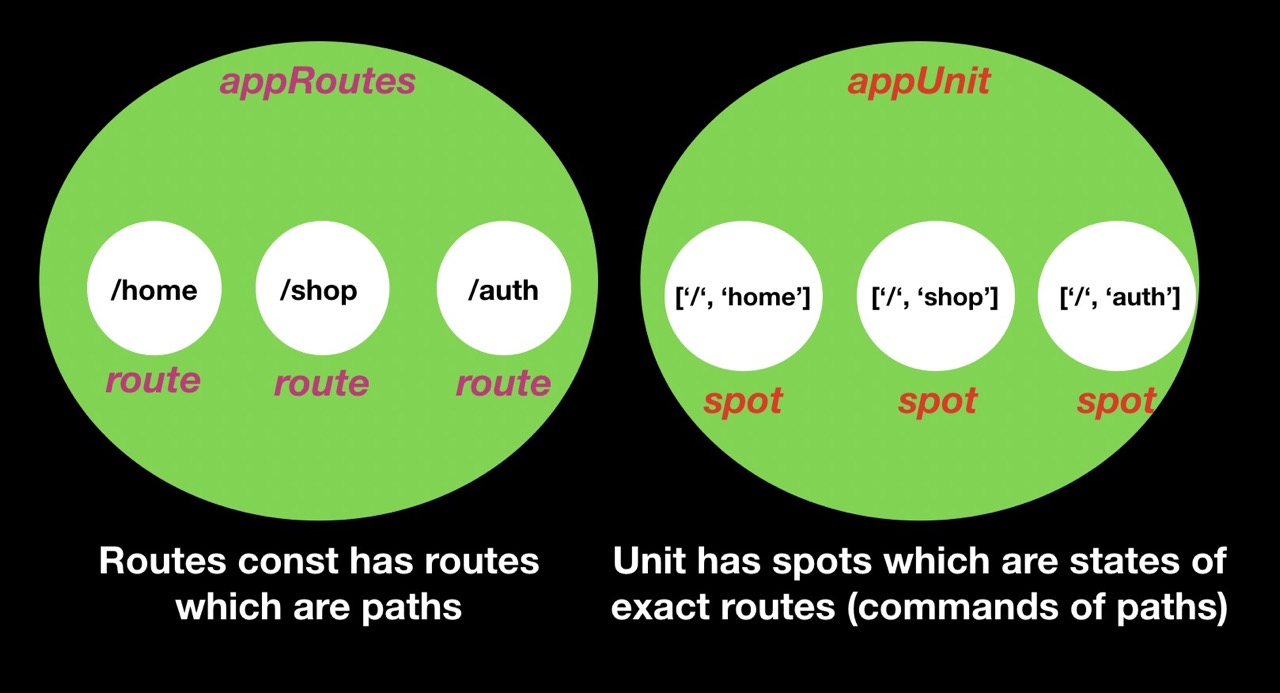 appRoutes
/home
/shop
/auth
route
route
route
Routes const has routes
which are paths
appUnit
[‘/‘, ‘home’]
[‘/‘, ‘shop’]
[‘/‘, ‘auth’]
spot
spot
spot
Unit has spots which are states of
exact routes (commands of paths)